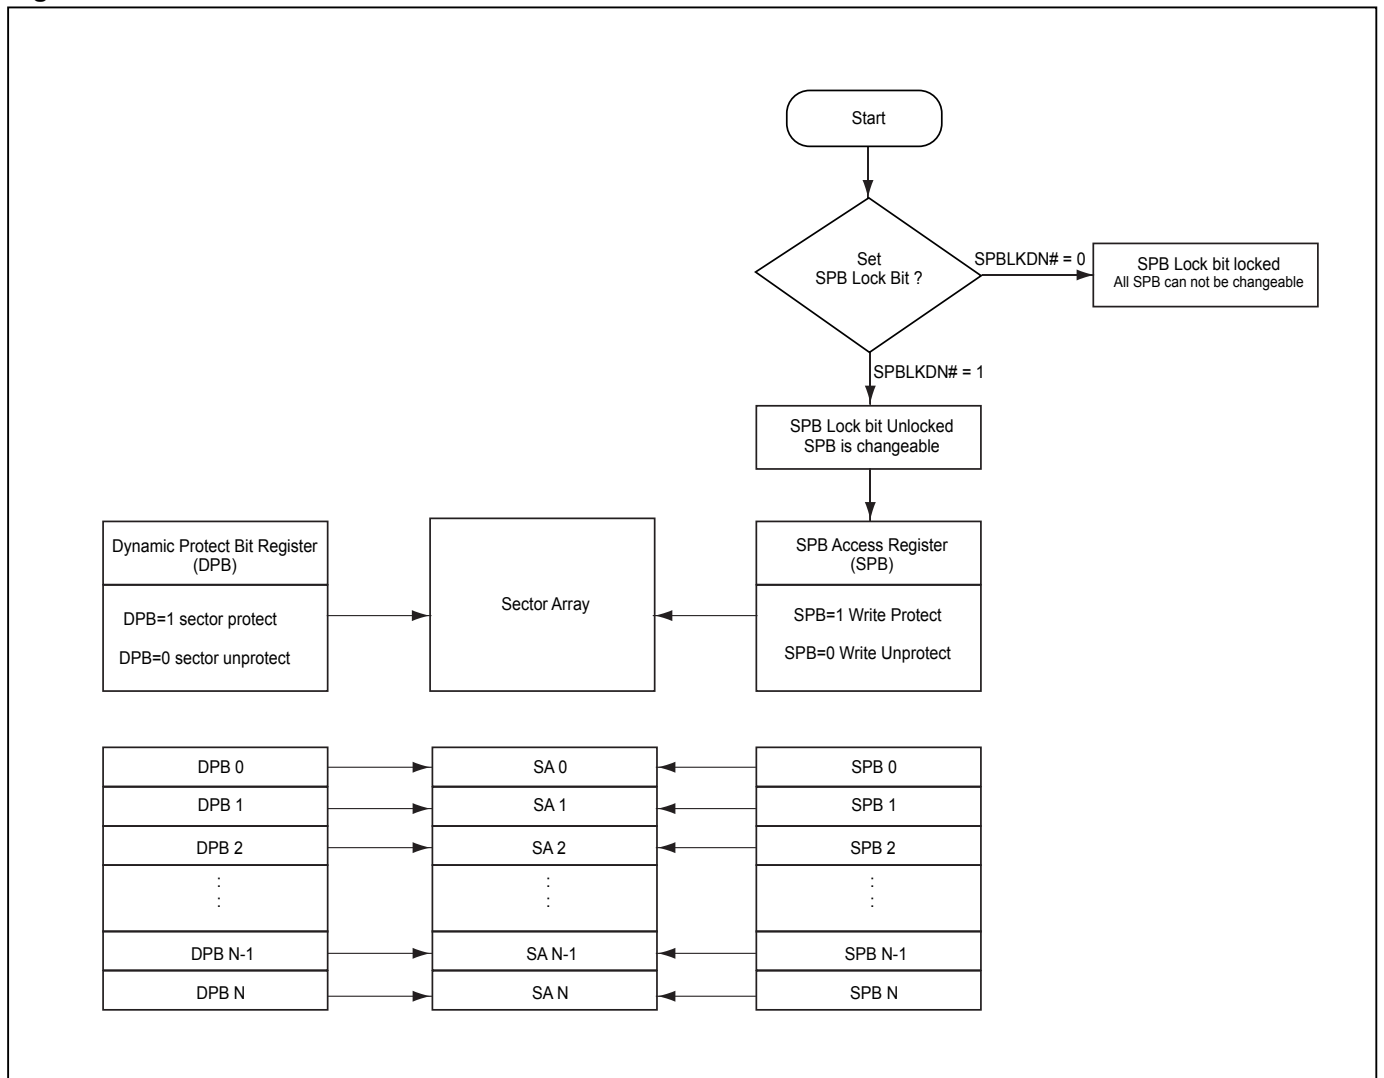 Start
Set
SPB Lock Bit ?
SPBLKDN# = 0
SPB Lock bit locked
All SPB can not be changeable
SPBLKDN# = 1
SPB Lock bit Unlocked
SPB is changeable
Dynamic Protect Bit Register
(DPB)
DPB=1 sector protect
DPB=0 sector unprotect
Sector Array
SPB Access Register
(SPB)
SPB=1 Write Protect
SPB=0 Write Unprotect
DPB 0
SA 0
SPB 0
DPB 1
SA 1
SPB 1
DPB 2
SA 2
SPB 2
DPB N-1
SA N-1
SPB N-1
DPB N
SA N
SPB N